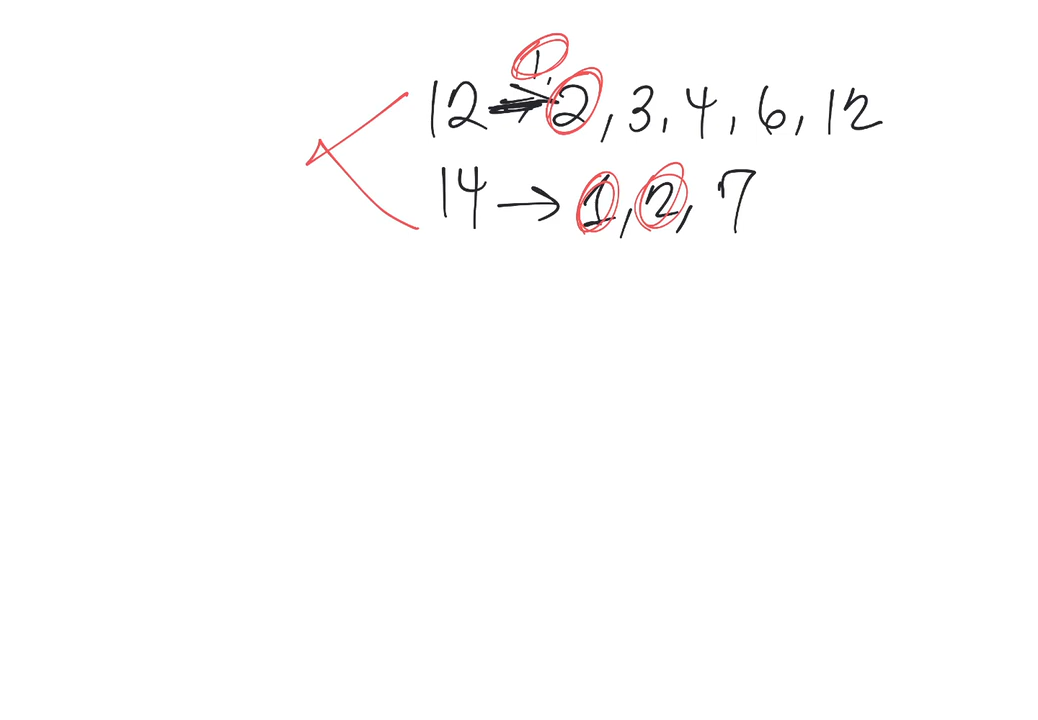 12 → 1, 2, 3, 4, 6, 12
14 → 1, 2, 7